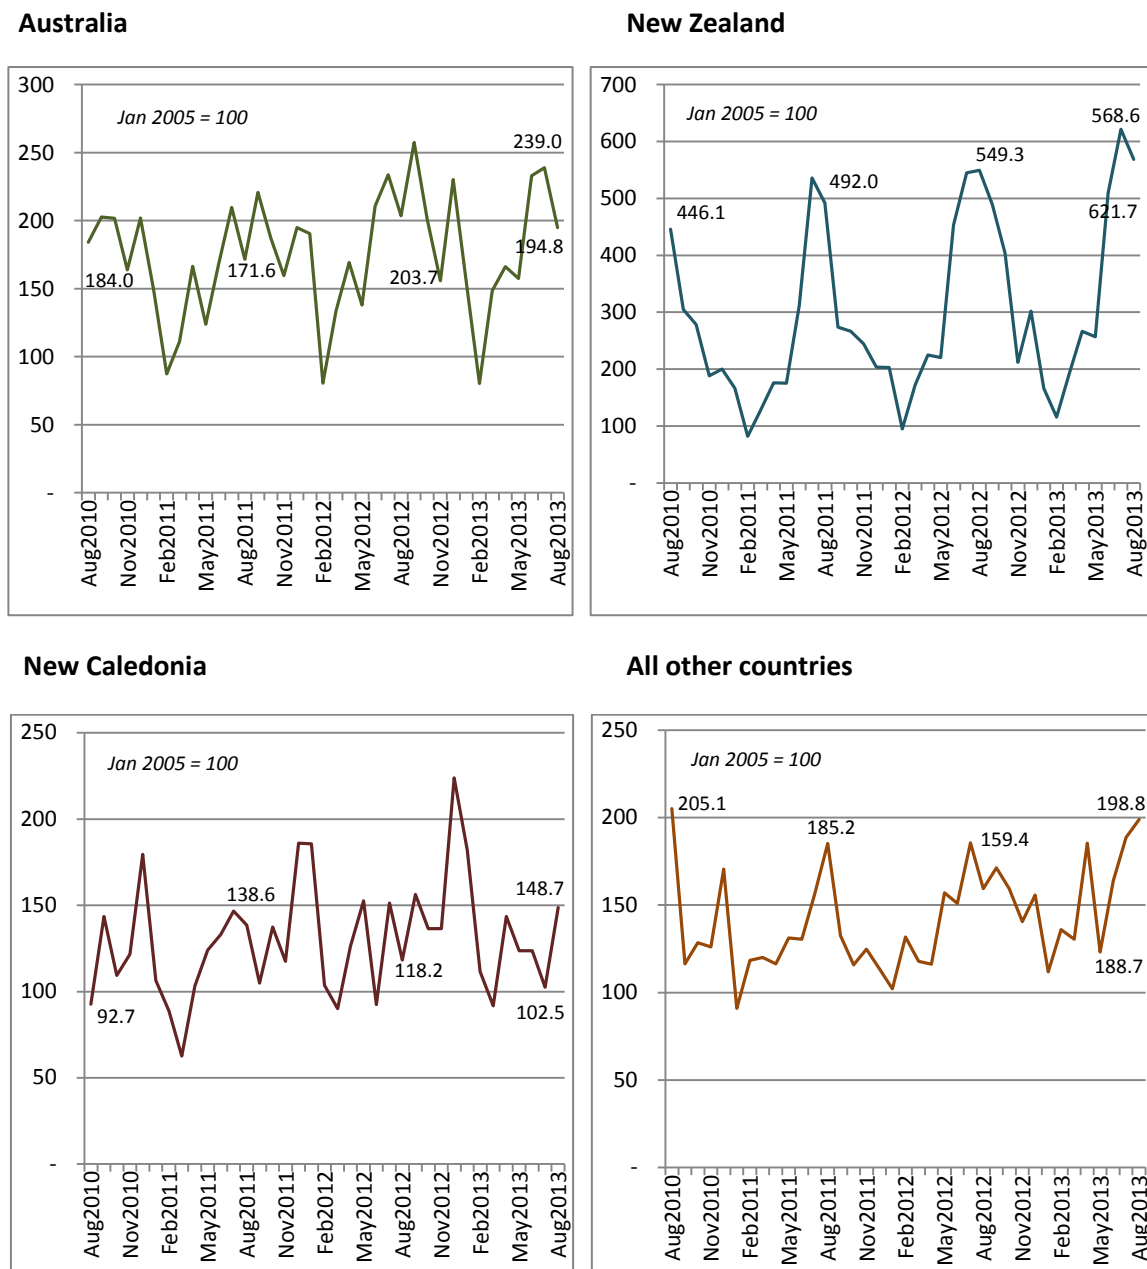 Australia
300
250
200
150
100
50
-
Jan 2005 = 100
239.0
184.0
171.6
203.7
194.8
Aug2010
Nov2010
Feb2011
May2011
Aug2011
Nov2011
Feb2012
May2012
Aug2012
Nov2012
Feb2013
May2013
Aug2013
New Zealand
700
600
500
400
300
200
100
-
Jan 2005 = 100
568.6
549.3
492.0
446.1
621.7
Aug2010
Nov2010
Feb2011
May2011
Aug2011
Nov2011
Feb2012
May2012
Aug2012
Nov2012
Feb2013
May2013
Aug2013
New Caledonia
250
200
150
100
50
-
Jan 2005 = 100
138.6
148.7
118.2
92.7
102.5
Aug2010
Nov2010
Feb2011
May2011
Aug2011
Nov2011
Feb2012
May2012
Aug2012
Nov2012
Feb2013
May2013
Aug2013
All other countries
250
200
150
100
50
-
Jan 2005 = 100
205.1
185.2
159.4
198.8
188.7
Aug2010
Nov2010
Feb2011
May2011
Aug2011
Nov2011
Feb2012
May2012
Aug2012
Nov2012
Feb2013
May2013
Aug2013